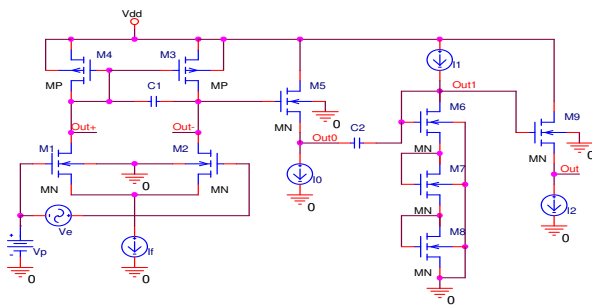 Vdd
M4
M3
MP
C1
MP
M5
I1
Out1
M6
M9
Out+
Out-
MN
0
Out0
C2
MN
0
M1
M2
MN
I0
M7
Out
MN
0
MN
0
MN
I2
Ve
M8
0
Vp
If
MN
0
0
0